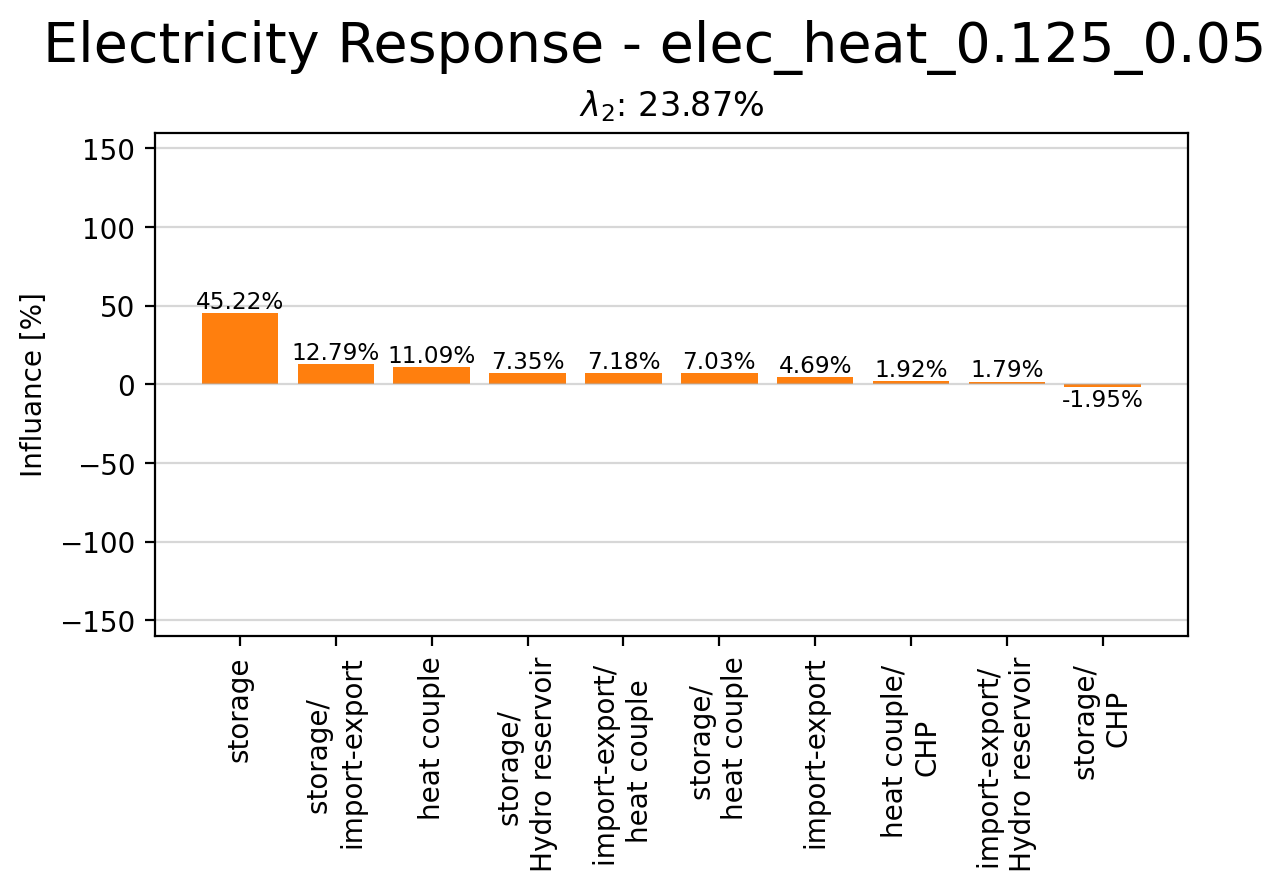 Electricity Response - elec_heat_0.125_0.05
λ₂: 23.87%
Influance [%]
150
100
50
0
−50
−100
−150
45.22%
12.79%
11.09%
7.35%
7.18%
7.03%
4.69%
1.92%
1.79%
-1.95%
storage
storage/
import-export
heat couple
storage/
Hydro reservoir
import-export/
heat couple
storage/
heat couple
import-export
heat couple/
CHP
import-export/
Hydro reservoir
storage/
CHP